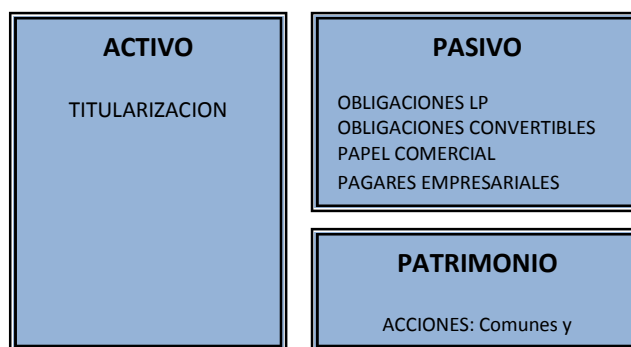 ACTIVO
TITULARIZACION
PASIVO
OBLIGACIONES LP
OBLIGACIONES CONVERTIBLES
PAPEL COMERCIAL
PAGARES EMPRESARIALES
PATRIMONIO
ACCIONES: Comunes y